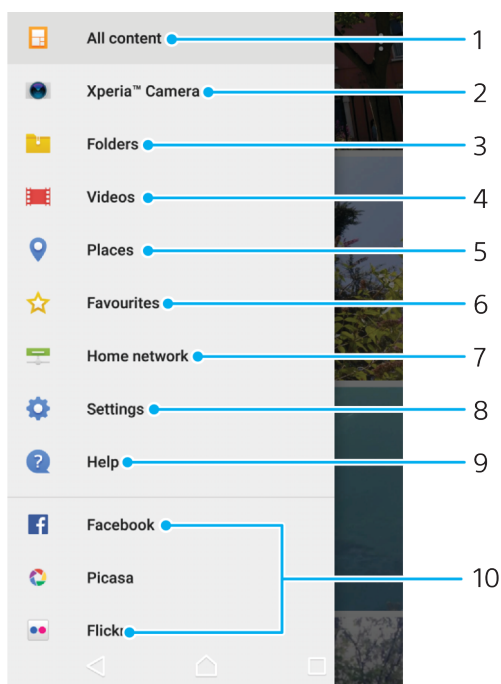 All content 1
Xperia™ Camera 2
Folders 3
Videos 4
Places 5
Favourites 6
Home network 7
Settings 8
? Help 9
f Facebook
Picasa 10
Flickr